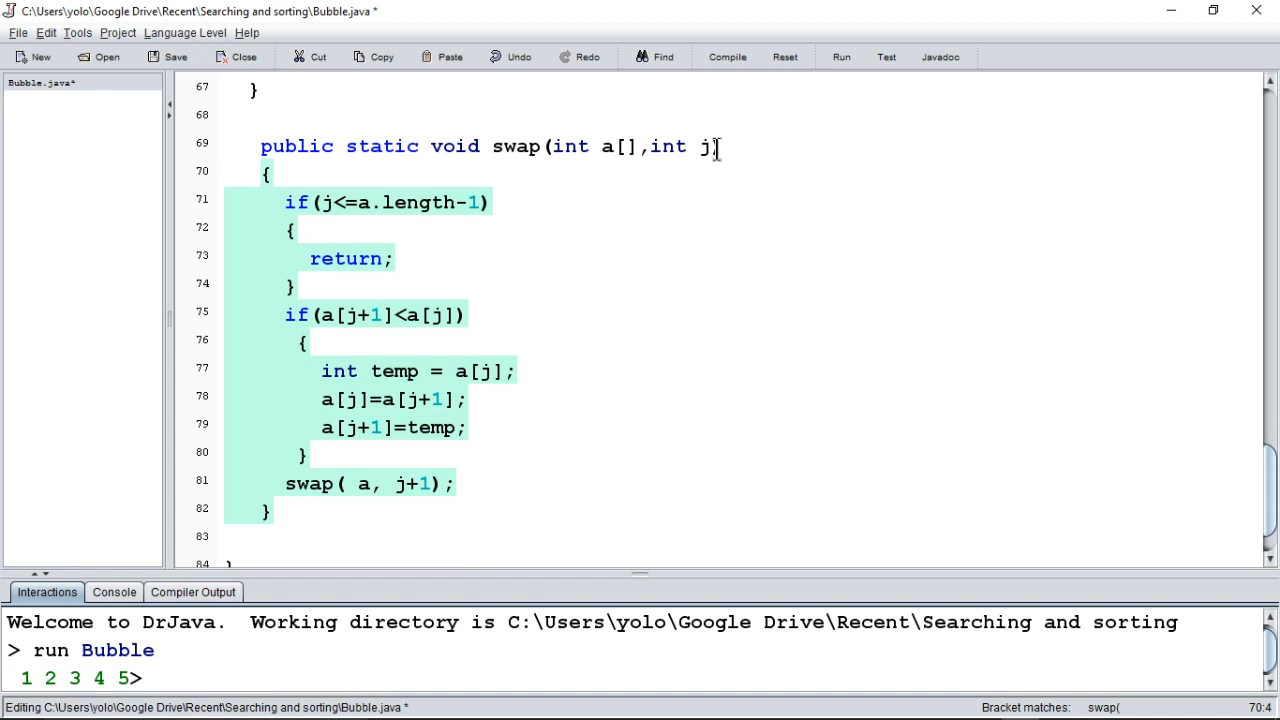 C:\Users\yolo\Google Drive\Recent\Searching and sorting\Bubble.java *
File Edit Tools Project Language Level Help
New Open Save Close Cut Copy Paste Undo Redo Find Compile Reset Run Test Javadoc
Bubble.java*
67 }
68
69 public static void swap(int a[],int j)
70 {
71 if(j<=a.length-1)
72 {
73 return;
74 }
75 if(a[j+1]<a[j])
76 {
77 int temp = a[j];
78 a[j]=a[j+1];
79 a[j+1]=temp;
80 }
81 swap( a, j+1);
82 }
83
84 }
Interactions Console Compiler Output
Welcome to DrJava. Working directory is C:\Users\yolo\Google Drive\Recent\Searching and sorting
> run Bubble
1 2 3 4 5>
Editing C:\Users\yolo\Google Drive\Recent\Searching and sorting\Bubble.java * Bracket matches: swap( 70:4